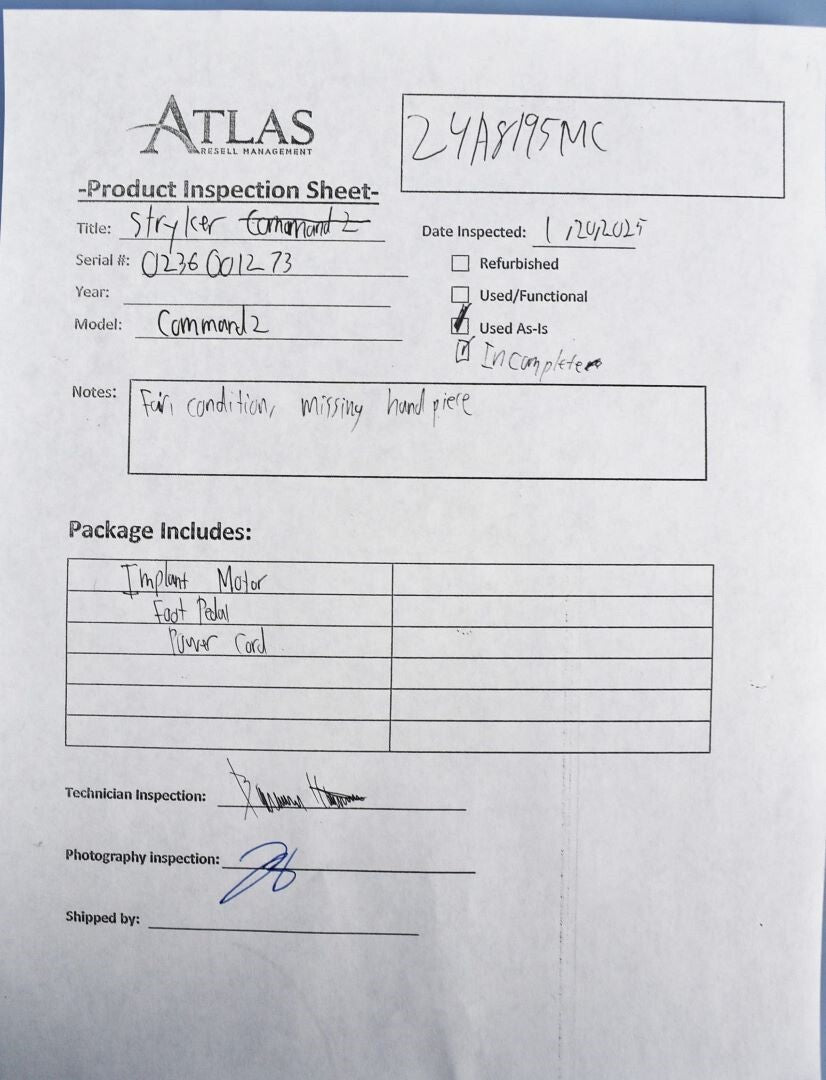 ATLAS
RESELL MANAGEMENT
24A8195MC
-Product Inspection Sheet-
Title: Stryker Command 2
Date Inspected: 1/20/2025
Serial #: 0236001273
Refurbished
Year:
Used/Functional
Model: Command 2
Used As-Is
Incomplete
Notes: Fair condition, missing hand piece
Package Includes:
Implant Motor
Foot Pedal
Power Cord
Technician Inspection:
Photography inspection:
Shipped by: